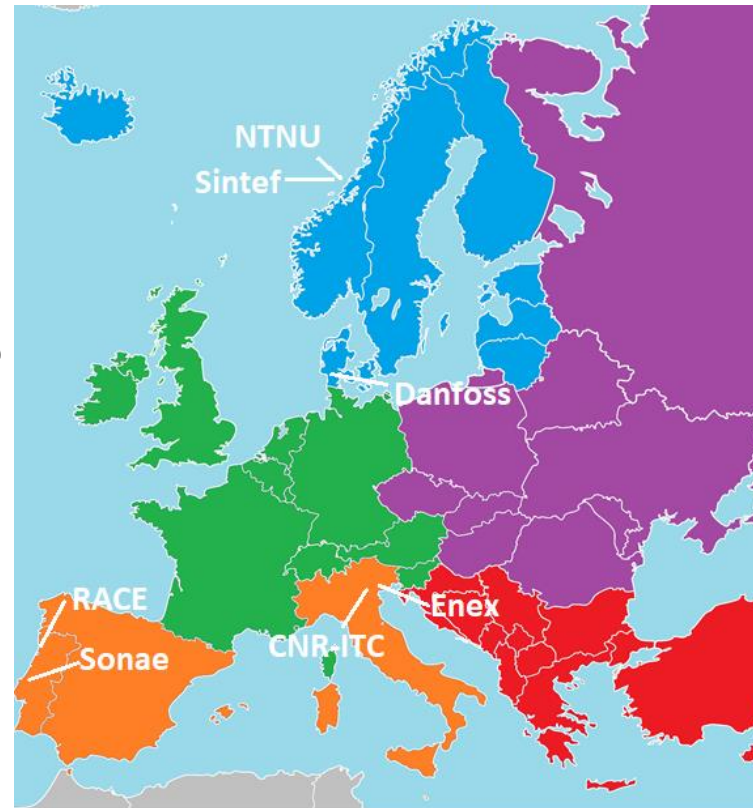 NTNU
Sintef
Danfoss
RACE
Enex
CNR-ITC
Sonae